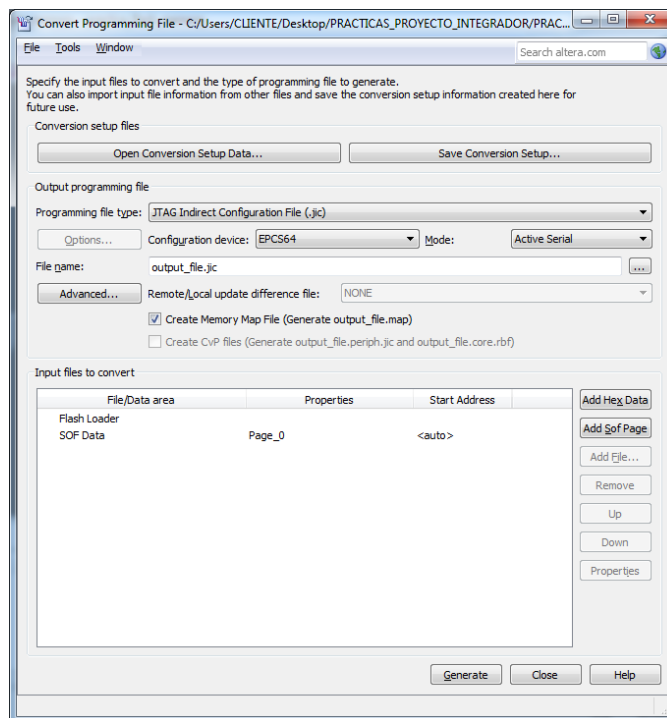 Convert Programming File - C:/Users/CLIENTE/Desktop/PRACTICAS_PROYECTO_INTEGRADOR/PRAC...
File Tools Window
Search altera.com
Specify the input files to convert and the type of programming file to generate.
You can also import input file information from other files and save the conversion setup information created here for
future use.
Conversion setup files
Open Conversion Setup Data... Save Conversion Setup...
Output programming file
Programming file type: JTAG Indirect Configuration File (.jic)
Options... Configuration device: EPCS64 Mode: Active Serial
File name: output_file.jic ...
Advanced... Remote/Local update difference file: NONE
Create Memory Map File (Generate output_file.map)
Create CvP files (Generate output_file.periph.jic and output_file.core.rbf)
Input files to convert
File/Data area Properties Start Address
Flash Loader
SOF Data Page_0 <auto>
Add Hex Data
Add Sof Page
Add File...
Remove
Up
Down
Properties
Generate Close Help